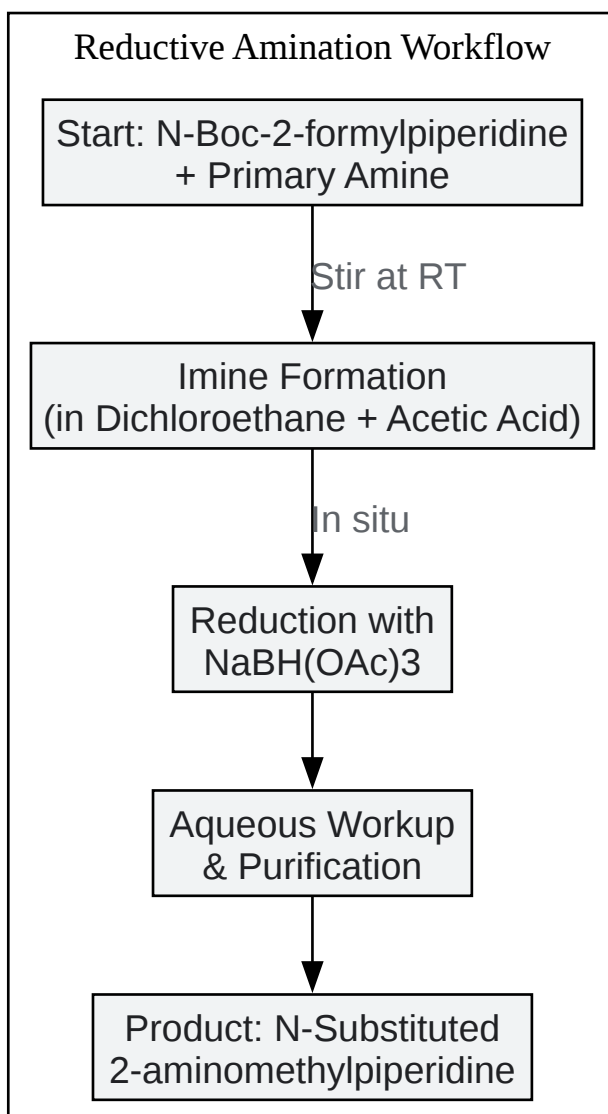 Reductive Amination Workflow
Start: N-Boc-2-formylpiperidine
+ Primary Amine
Stir at RT
Imine Formation
(in Dichloroethane + Acetic Acid)
In situ
Reduction with
NaBH(OAc)3
Aqueous Workup
& Purification
Product: N-Substituted
2-aminomethylpiperidine